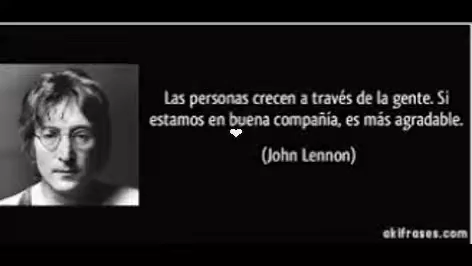 Las personas crecen a través de la gente. Si
estamos en buena compañía, es más agradable.
(John Lennon)
akifrases.com